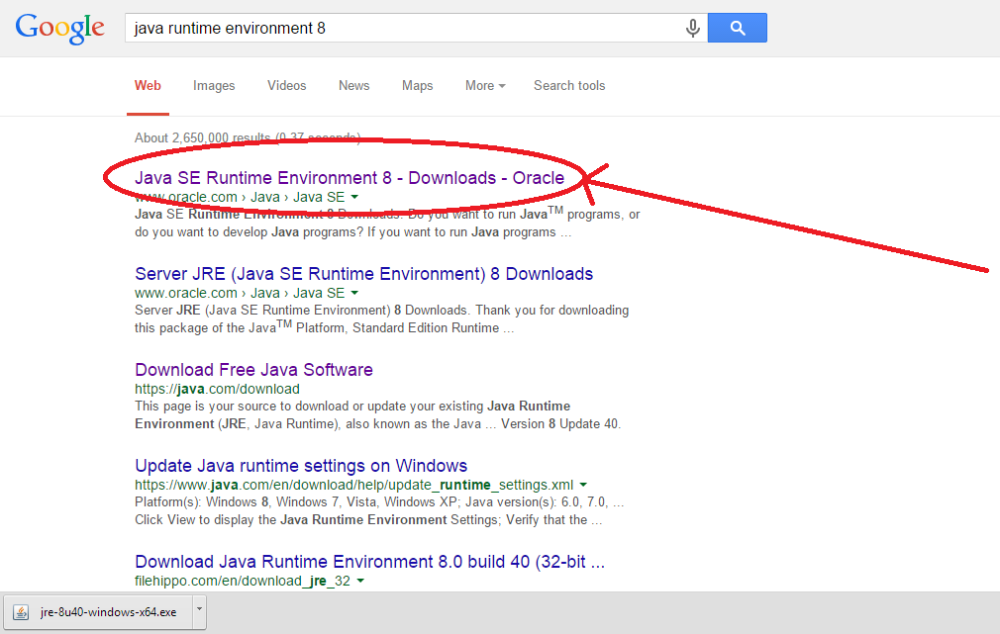 Google
java runtime environment 8
Web Images Videos News Maps More Search tools
About 2,650,000 results (0.37 seconds)
Java SE Runtime Environment 8 - Downloads - Oracle
www.oracle.com › Java › Java SE
Java SE Runtime Environment 8 Downloads. Do you want to run Java™ programs, or
do you want to develop Java programs? If you want to run Java programs ...
Server JRE (Java SE Runtime Environment) 8 Downloads
www.oracle.com › Java › Java SE
Server JRE (Java SE Runtime Environment) 8 Downloads. Thank you for downloading
this package of the Java™ Platform, Standard Edition Runtime ...
Download Free Java Software
https://java.com/download
This page is your source to download or update your existing Java Runtime
Environment (JRE, Java Runtime), also known as the Java ... Version 8 Update 40.
Update Java runtime settings on Windows
https://www.java.com/en/download/help/update_runtime_settings.xml
Platform(s): Windows 8, Windows 7, Vista, Windows XP; Java version(s): 6.0, 7.0, ...
Click View to display the Java Runtime Environment Settings; Verify that the ...
Download Java Runtime Environment 8.0 build 40 (32-bit ...
filehippo.com/en/download_jre_32
jre-8u40-windows-x64.exe